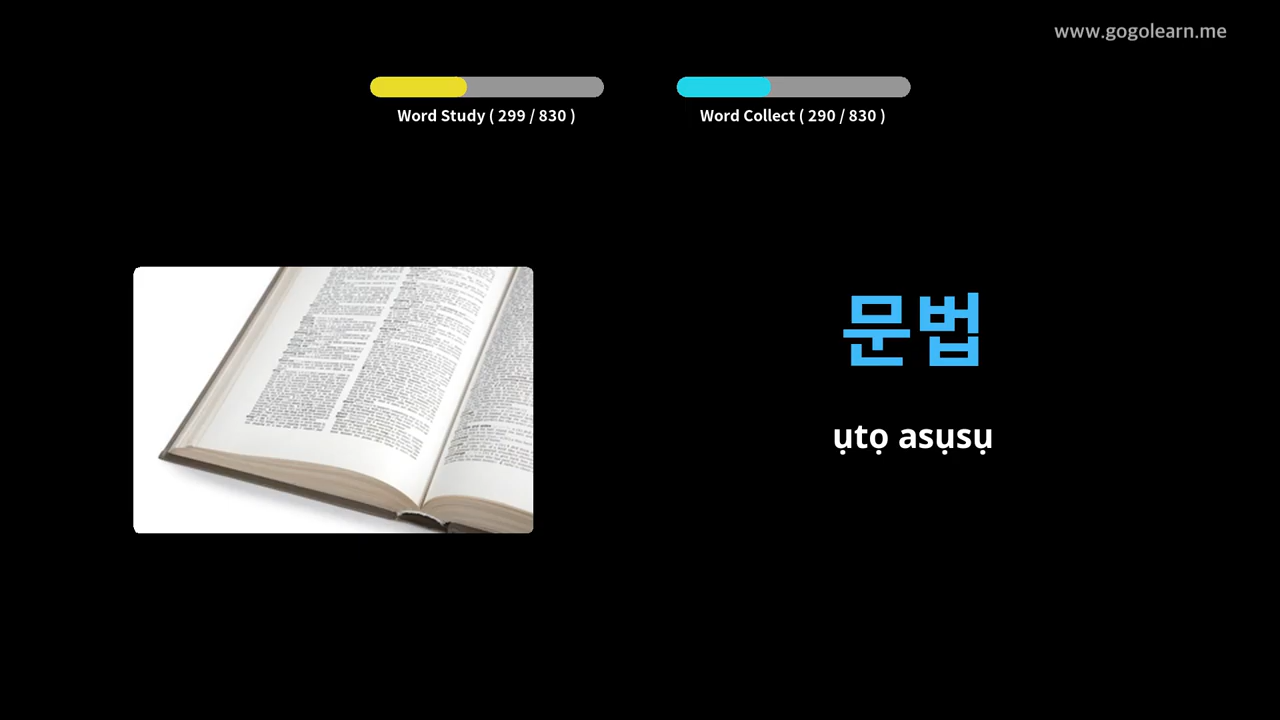 www.gogolearn.me
Word Study ( 299 / 830 )
Word Collect ( 290 / 830 )
문법
ụtọ asụsụ